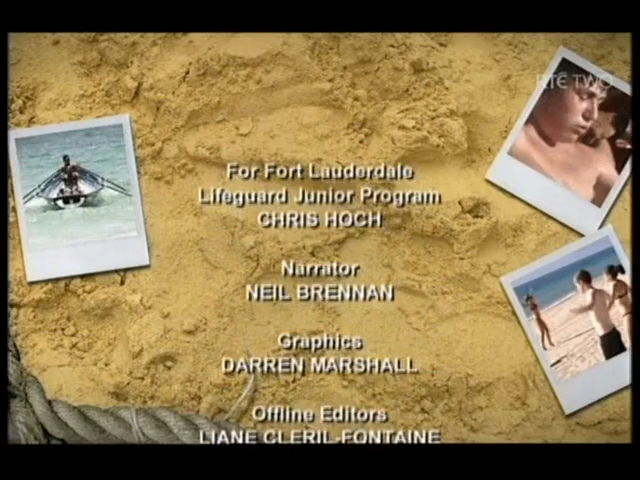 RTÉ TWO
For Fort Lauderdale
Lifeguard Junior Program
CHRIS HOCH
Narrator
NEIL BRENNAN
Graphics
DARREN MARSHALL
Offline Editors
LIANE CLERIL-FONTAINE